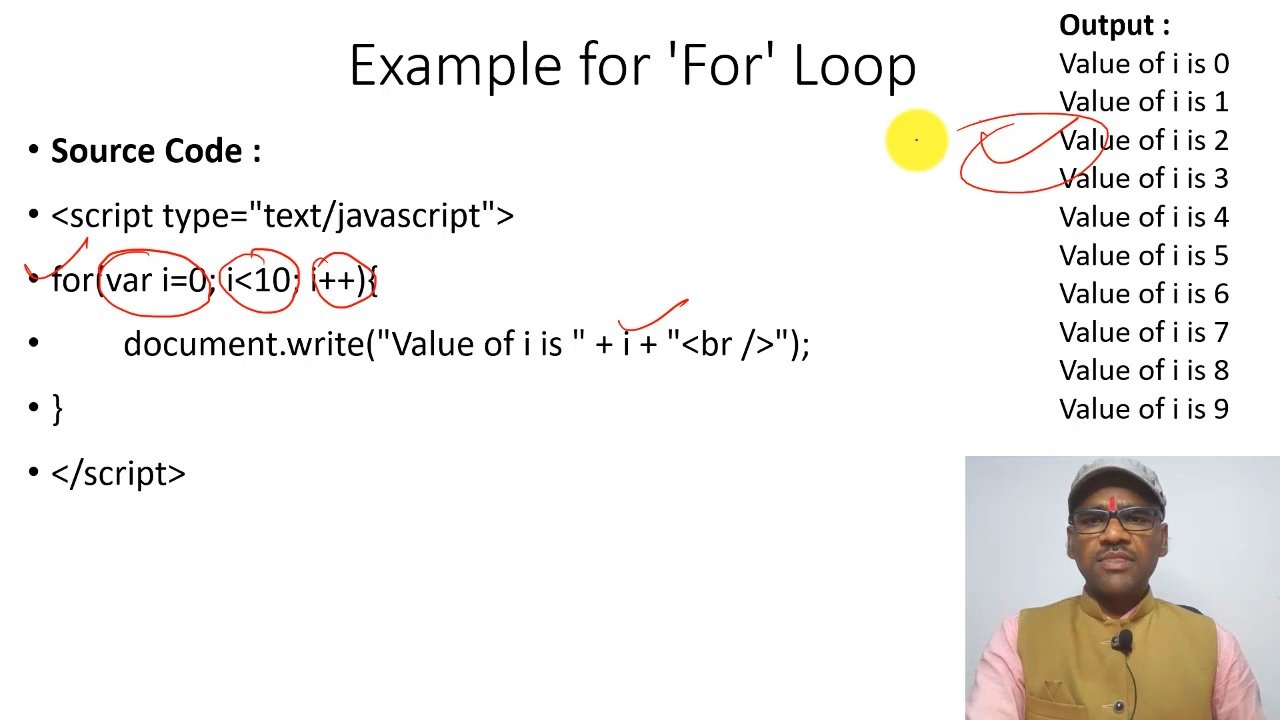 Example for 'For' Loop
• Source Code :
• <script type="text/javascript">
• for(var i=0; i<10; i++){
• document.write("Value of i is " + i + "<br />");
• }
• </script>
Output :
Value of i is 0
Value of i is 1
Value of i is 2
Value of i is 3
Value of i is 4
Value of i is 5
Value of i is 6
Value of i is 7
Value of i is 8
Value of i is 9